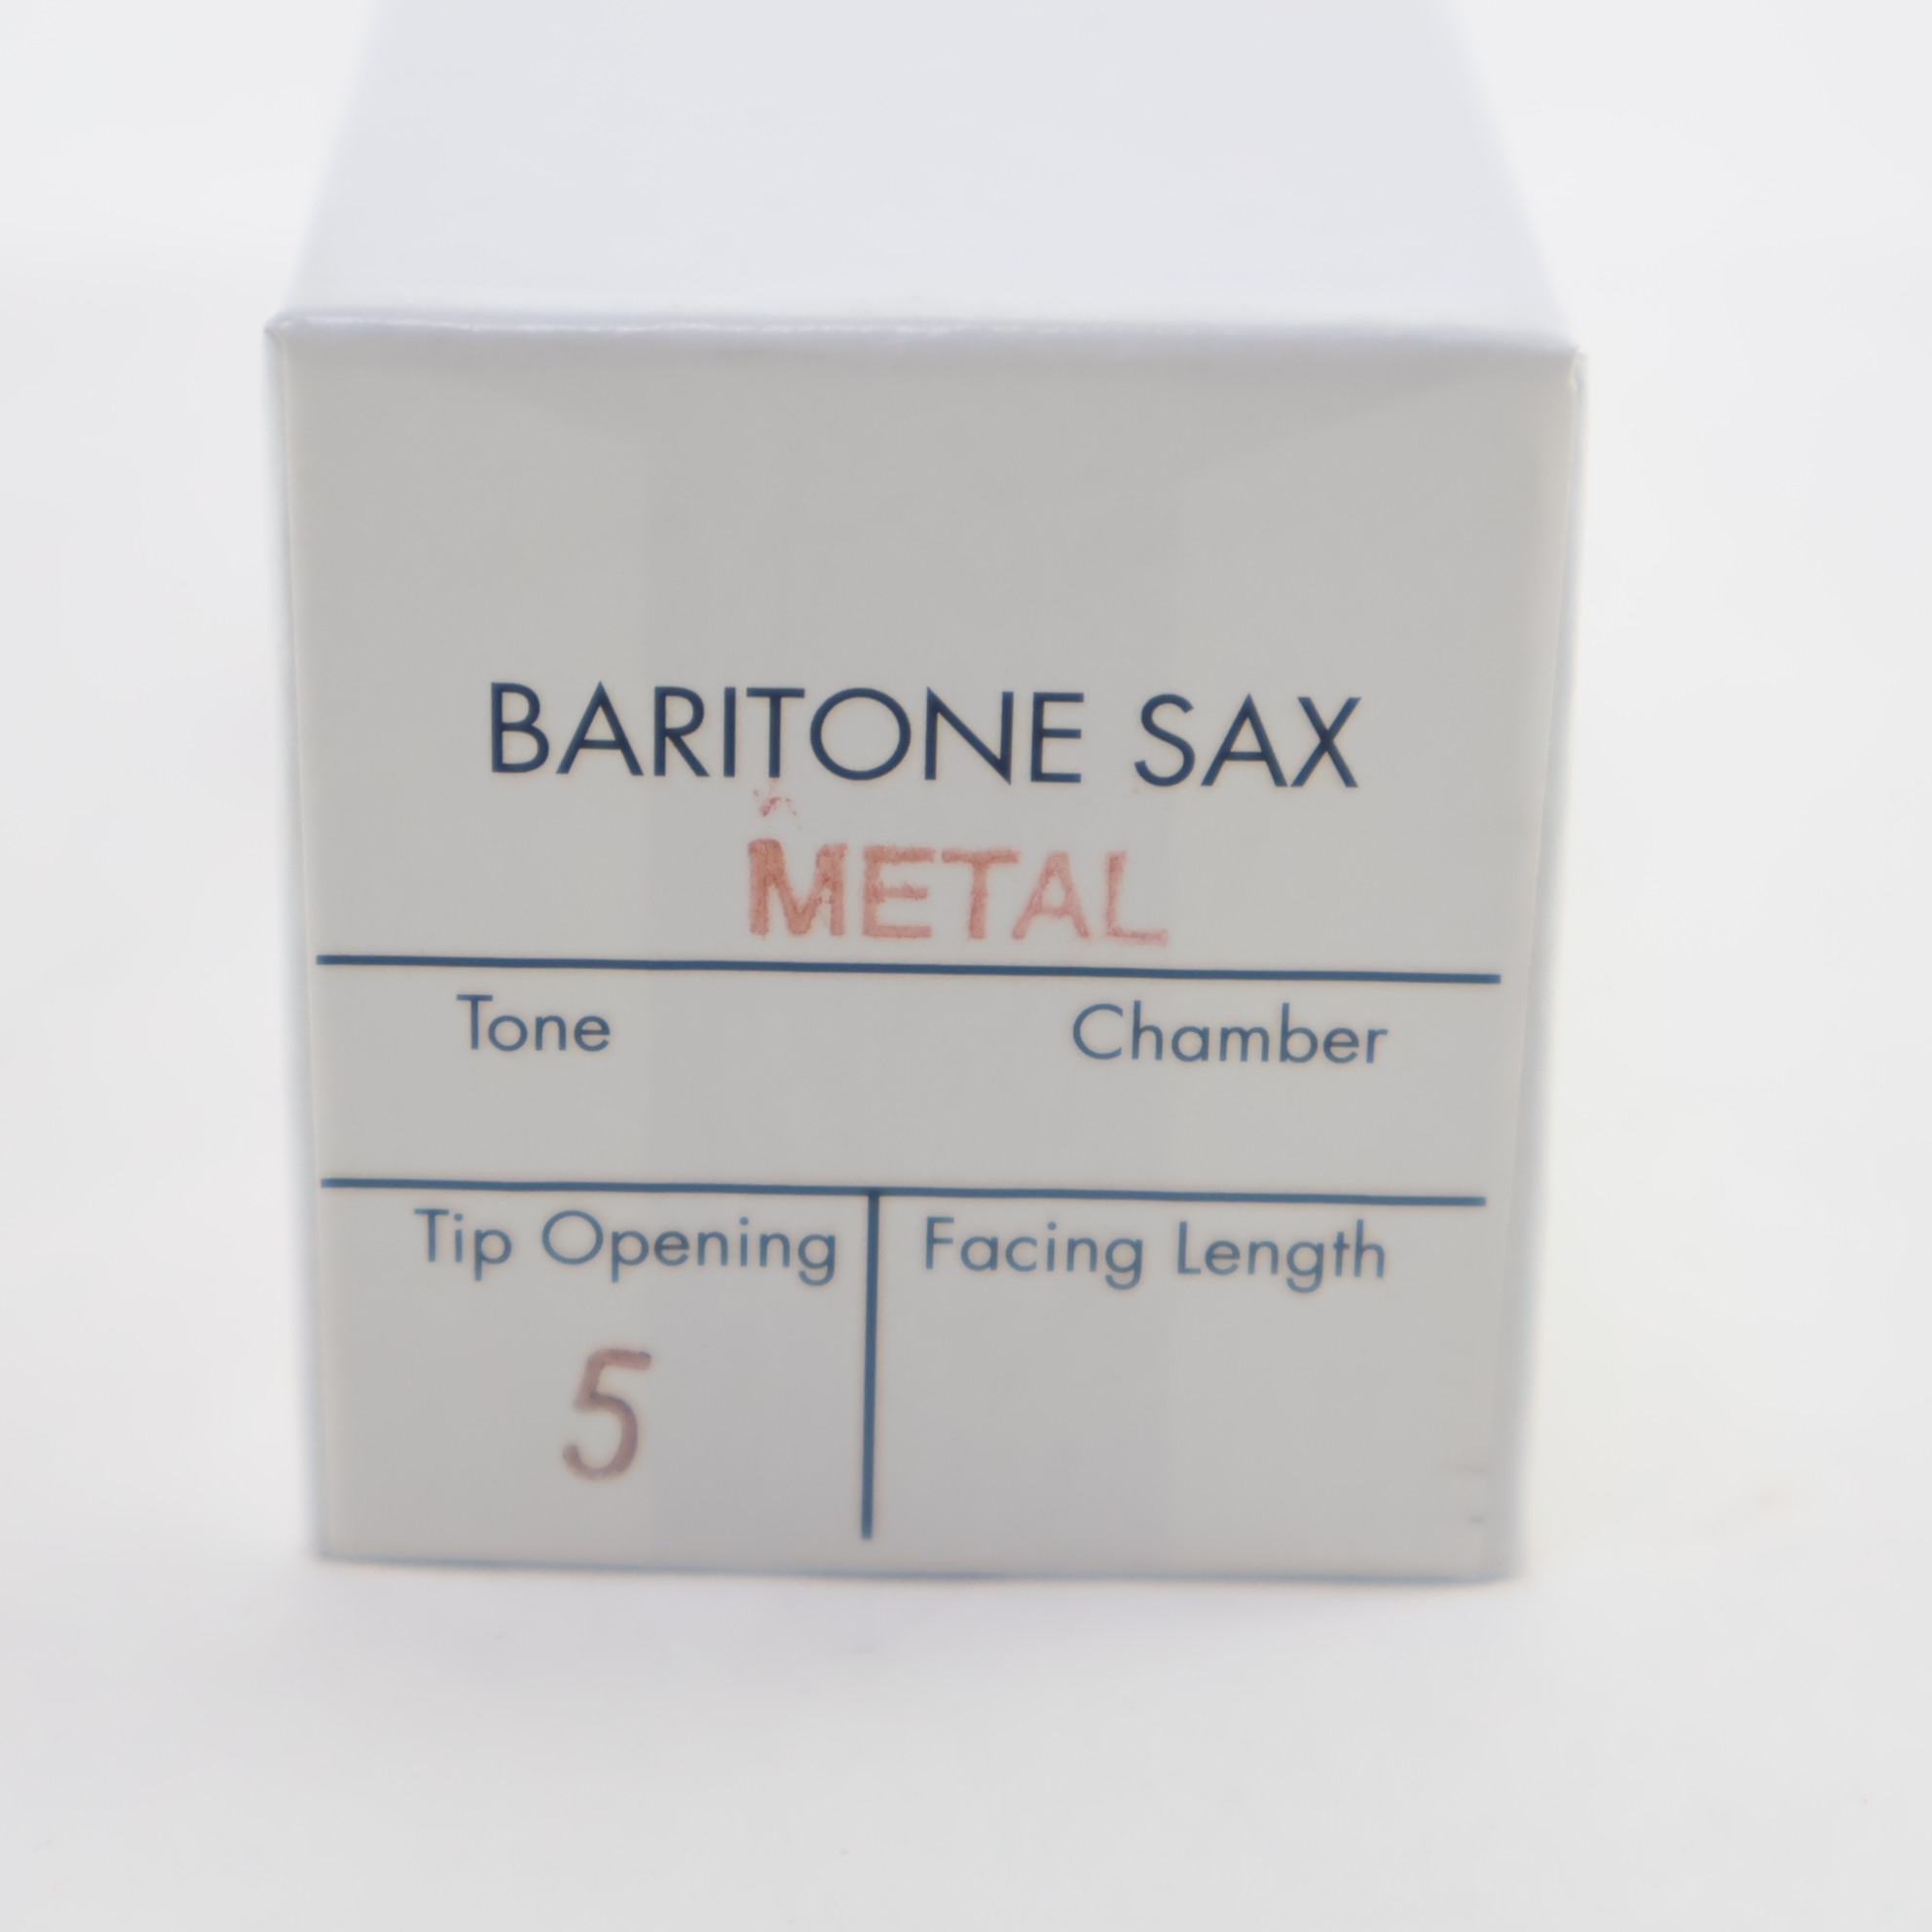 BARITONE SAX
METAL
Tone Chamber
Tip Opening Facing Length
5